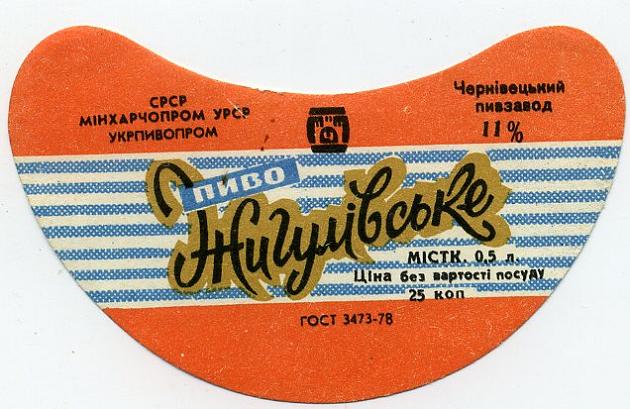 СРСР
МІНХАРЧОПРОМ УРСР
УКРПИВОПРОМ
Чернівецький
пивзавод
11%
ПИВО
Жигулівське
МІСТК. 0,5 л.
Ціна без вартості посуду
25 коп
ГОСТ 3473-78